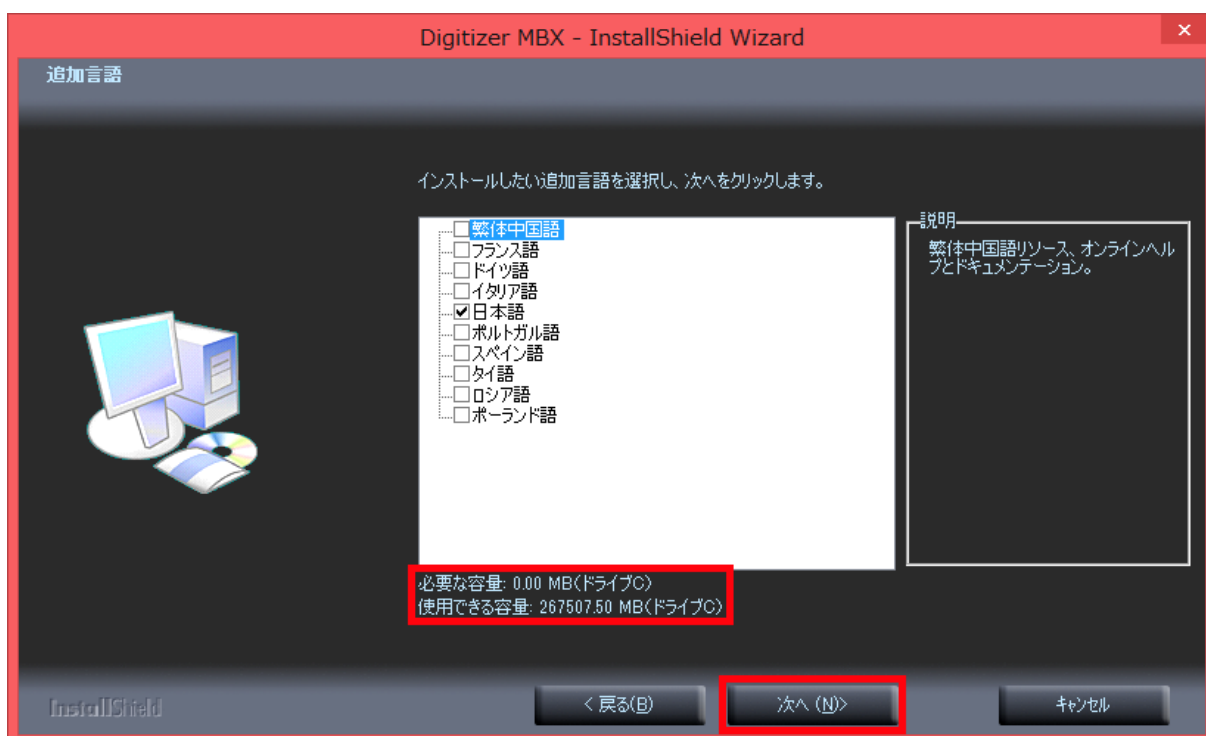 Digitizer MBX - InstallShield Wizard
追加言語
インストールしたい追加言語を選択し、次へをクリックします。
繁体中国語
フランス語
ドイツ語
イタリア語
日本語
ポルトガル語
スペイン語
タイ語
ロシア語
ポーランド語
説明
繁体中国語リソース、オンラインヘル
プとドキュメンテーション。
必要な容量: 0.00 MB(ドライブC)
使用できる容量: 267507.50 MB(ドライブC)
InstallShield
< 戻る(B)
次へ (N)>
キャンセル